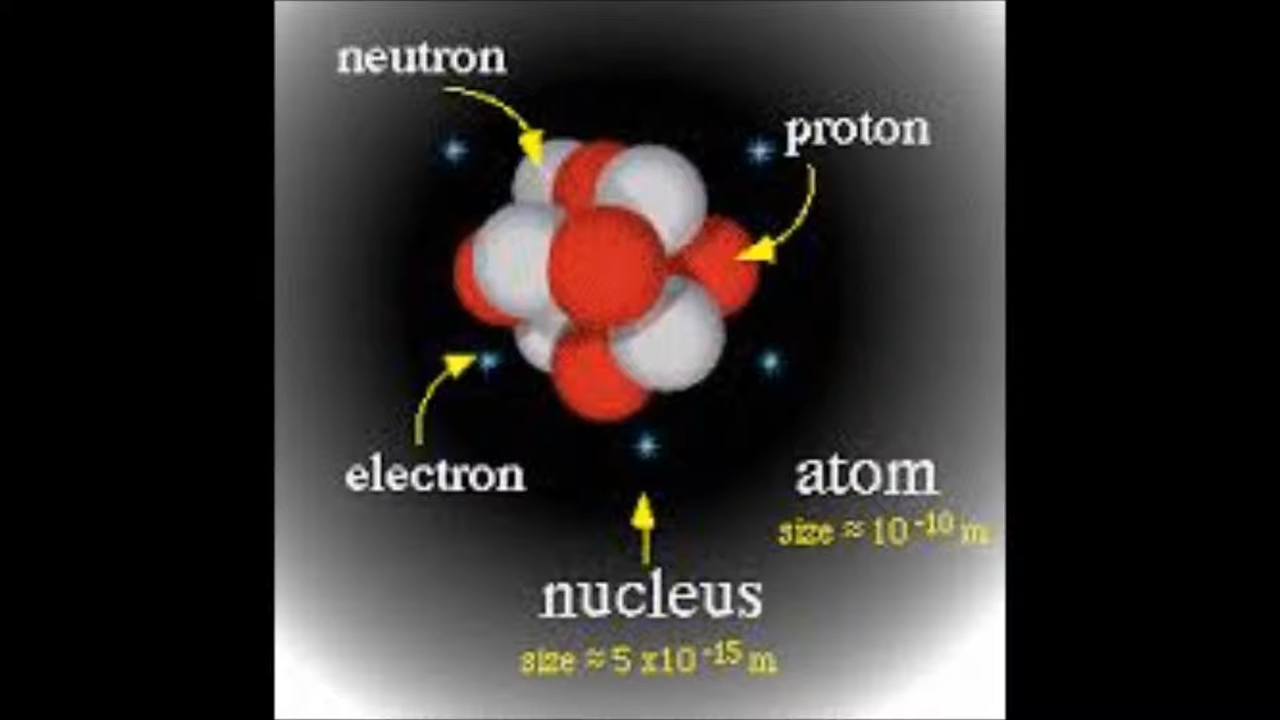 neutron
proton
electron
atom
size ≈ 10⁻¹⁰ m
nucleus
size ≈ 5 x10⁻¹⁵ m